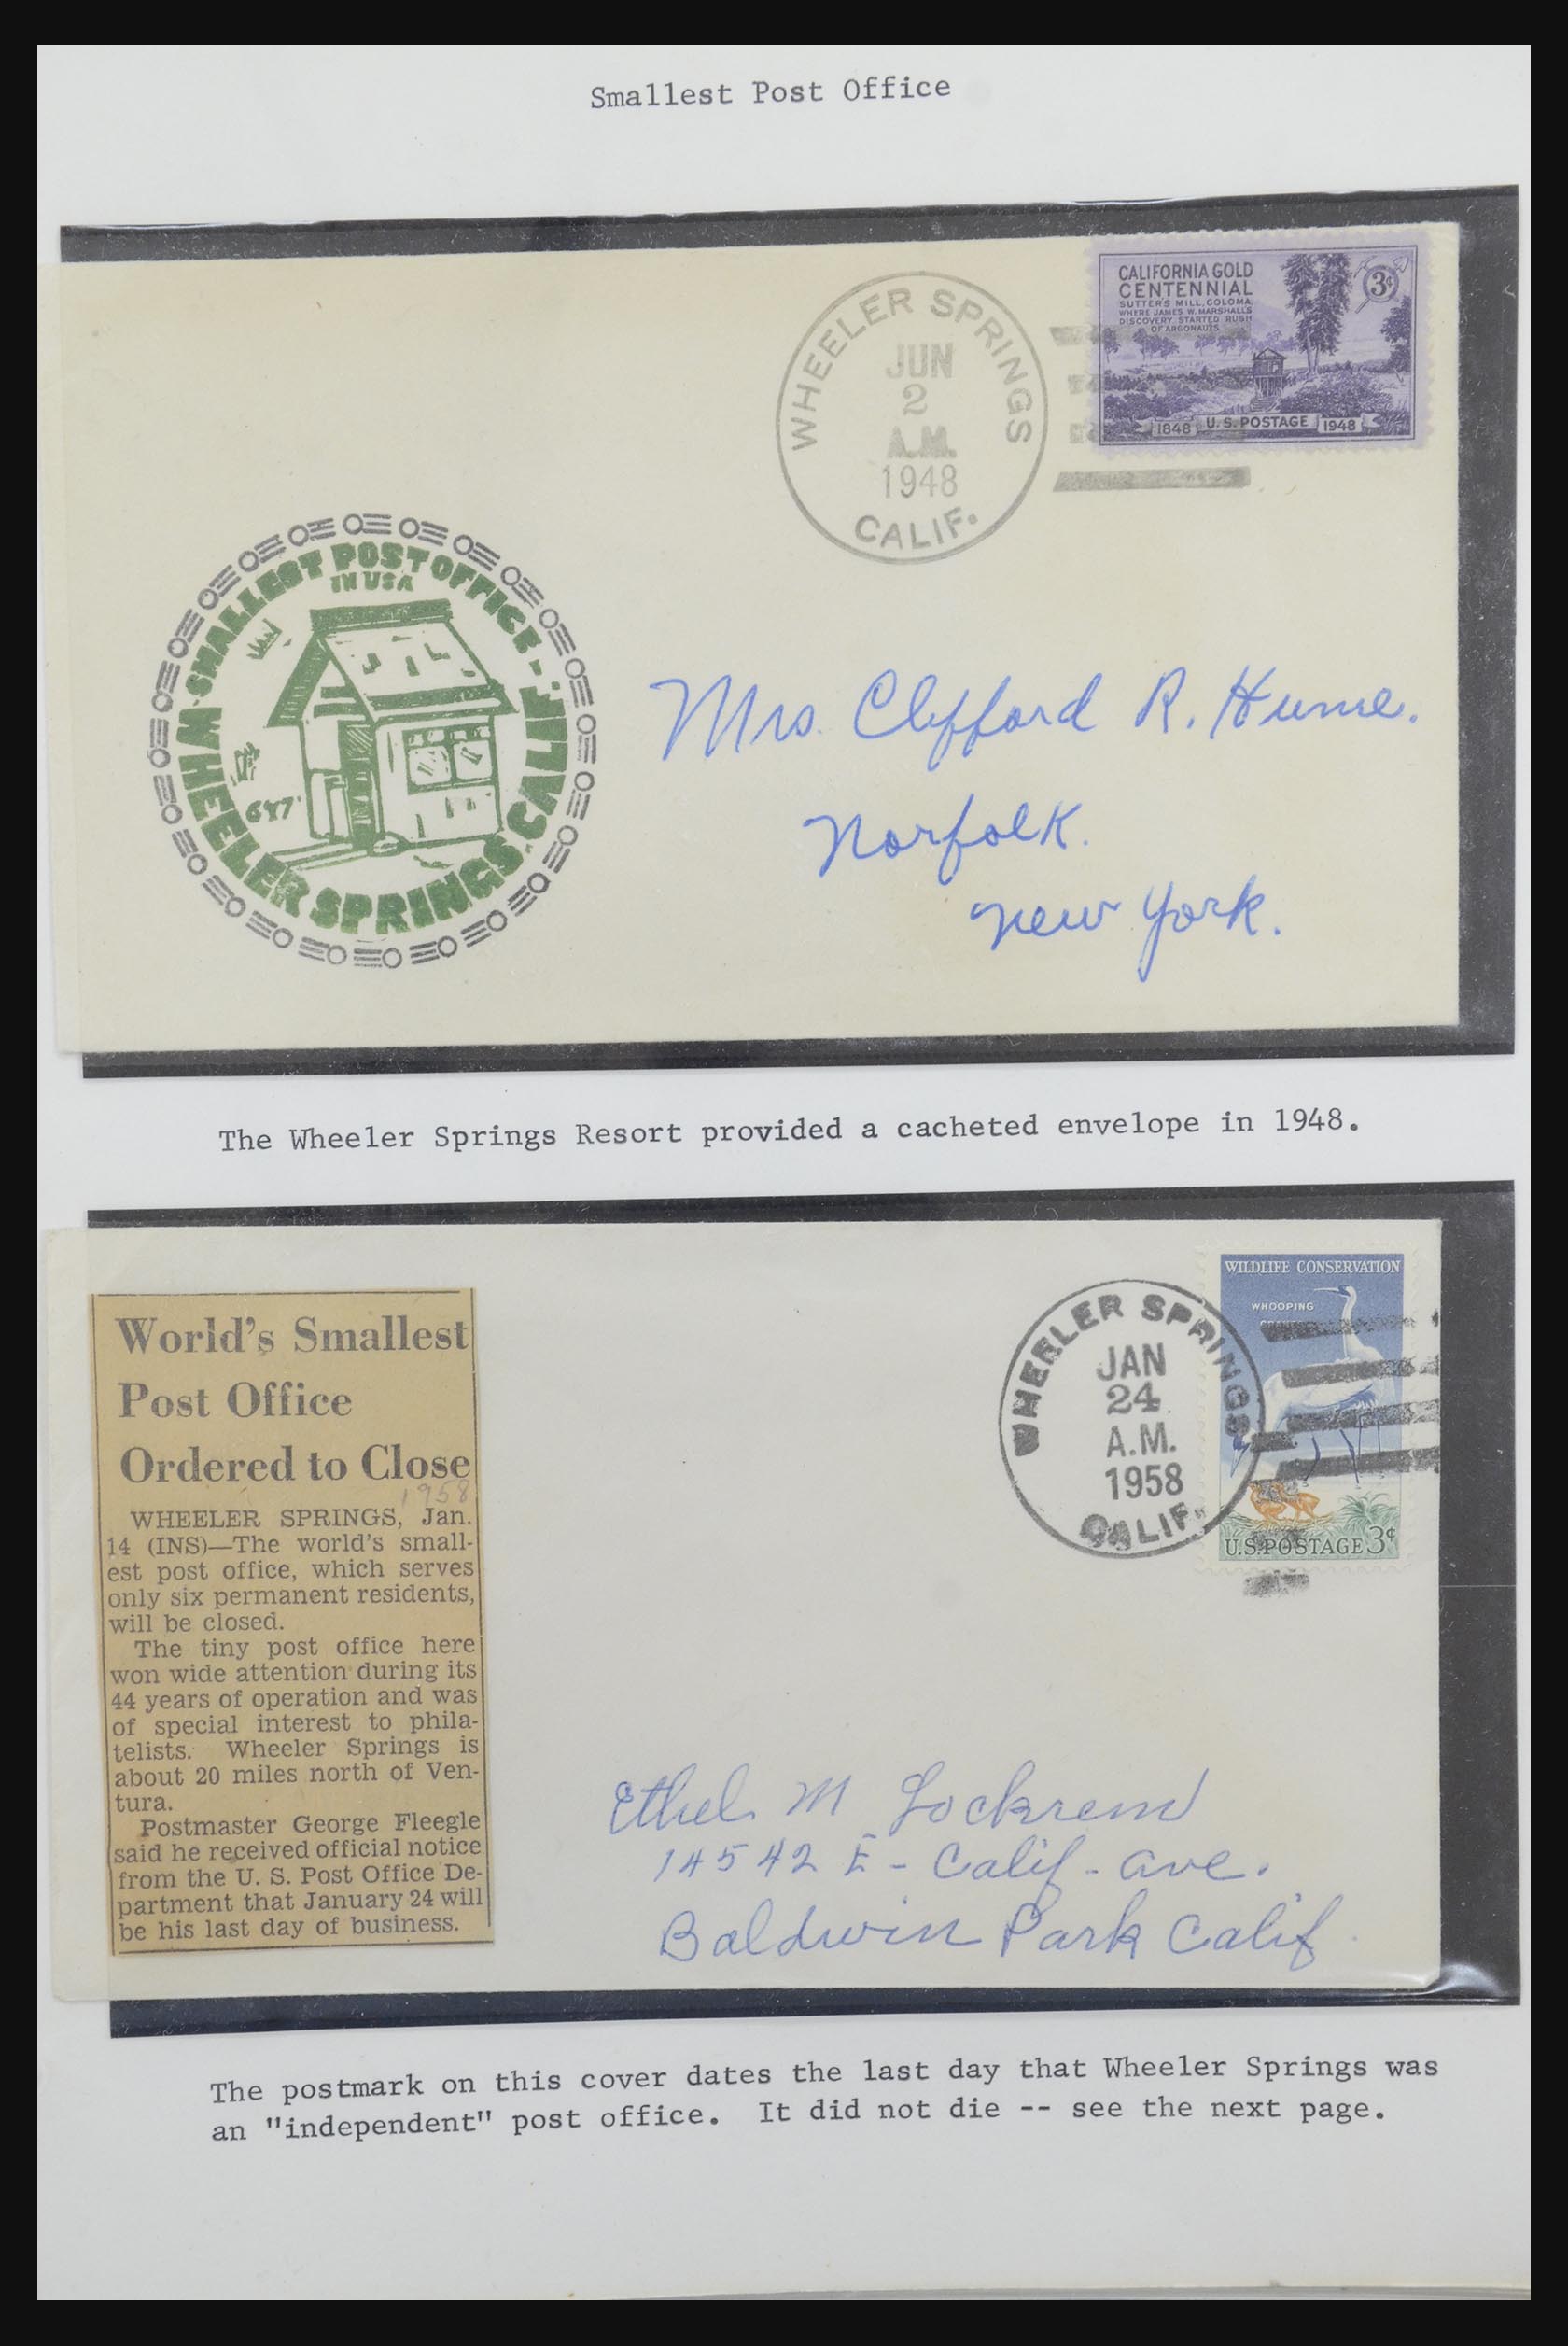 Smallest Post Office
WHEELER SPRINGS
JUN
2
A.M.
1948
CALIF.
CALIFORNIA GOLD
CENTENNIAL
SUTTER'S MILL, COLOMA,
WHERE JAMES W. MARSHALLS
DISCOVERY STARTED RUSH
OF ARGONAUTS
3¢
1848 U.S. POSTAGE 1948
SMALLEST POST OFFICE -
IN USA
WHEELER SPRINGS, CALIF.
647
Mrs. Clifford R. Hume.
Norfolk.
New York.
The Wheeler Springs Resort provided a cacheted envelope in 1948.
World's Smallest
Post Office
Ordered to Close
1958
WHEELER SPRINGS, Jan.
14 (INS)—The world's small-
est post office, which serves
only six permanent residents,
will be closed.
The tiny post office here
won wide attention during its
44 years of operation and was
of special interest to phila-
telists. Wheeler Springs is
about 20 miles north of Ven-
tura.
Postmaster George Fleegle
said he received official notice
from the U. S. Post Office De-
partment that January 24 will
be his last day of business.
WHEELER SPRINGS
JAN
24
A.M.
1958
CALIF.
WILDLIFE CONSERVATION
WHOOPING
CRANES
U.S. POSTAGE 3¢
Ethel M Lockrem
14542 E - Calif - ave.
Baldwin Park Calif
The postmark on this cover dates the last day that Wheeler Springs was
an "independent" post office. It did not die -- see the next page.